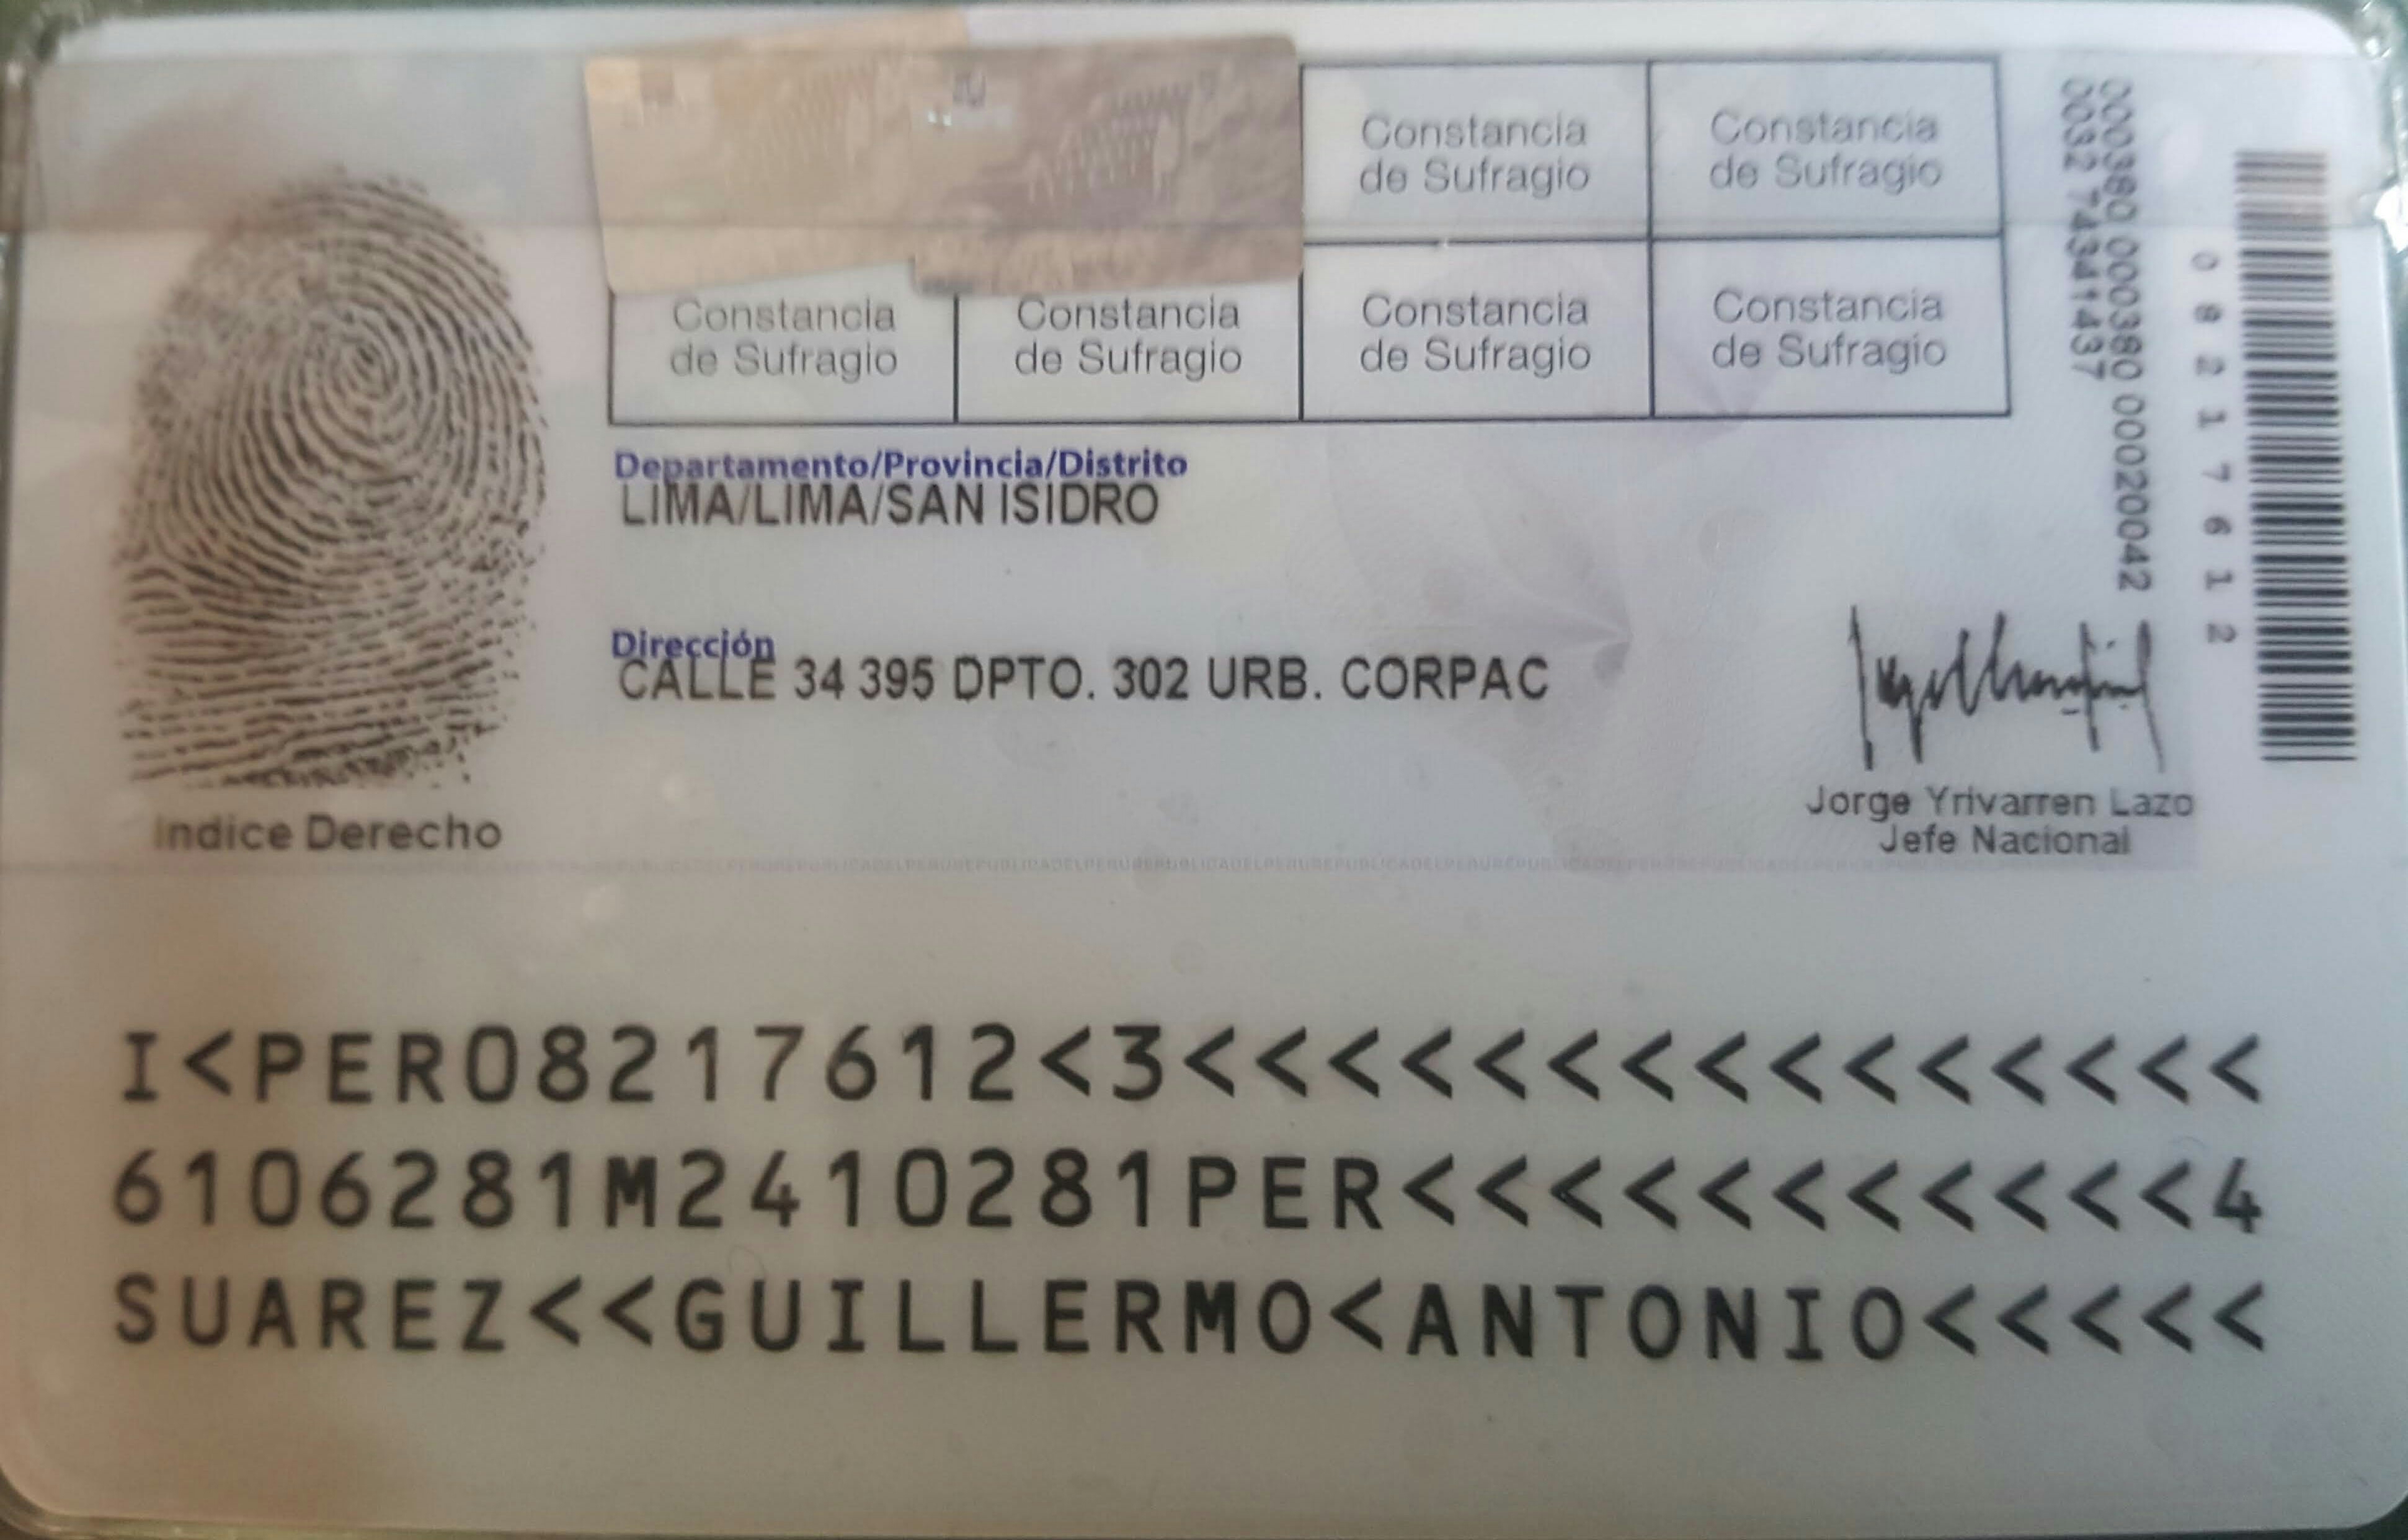 Constancia
de Sufragio
Constancia
de Sufragio
Constancia
de Sufragio
Constancia
de Sufragio
Constancia
de Sufragio
Constancia
de Sufragio
Departamento/Provincia/Distrito
LIMA/LIMA/SAN ISIDRO
Dirección
CALLE 34 395 DPTO. 302 URB. CORPAC
Indice Derecho
000380 000380 000200042
0032 7434114437
0 8 2 1 7 6 1 2
Jorge Yrivarren Lazo
Jefe Nacional
I<PER08217612<3<<<<<<<<<<<<<<<
6106281M2410281PER<<<<<<<<<<<4
SUAREZ<<GUILLERMO<ANTONIO<<<<<